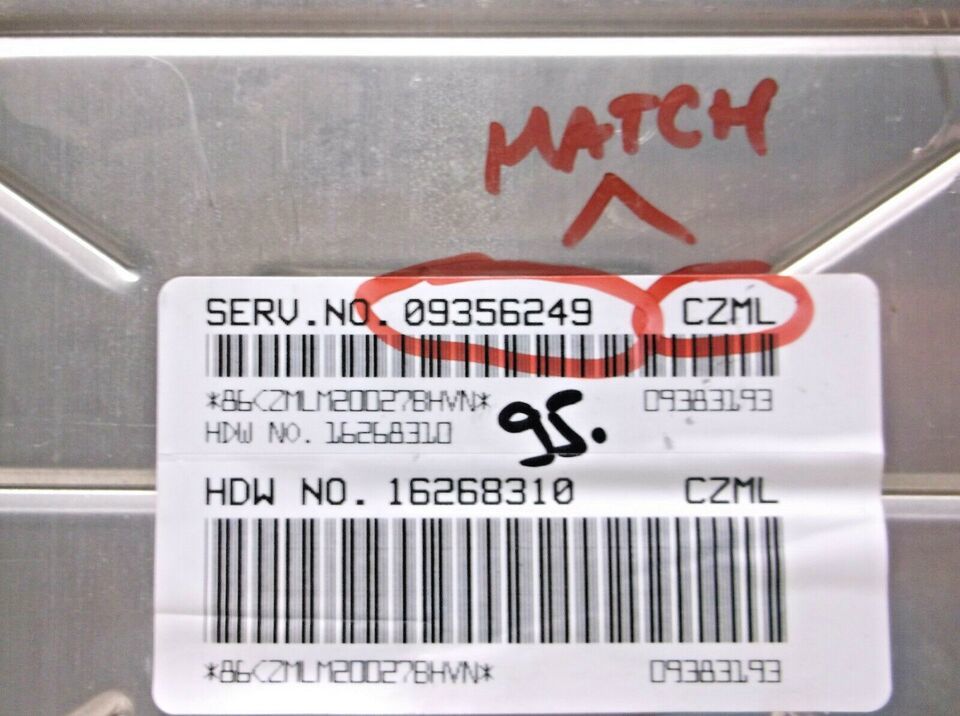 MATCH
SERV.NO.09356249 CZML
*86CZMLM20027BHVN* 09383193
HDW NO. 16268310
95.
HDW NO.16268310 CZML
*86CZMLM20027BHVN* 09383193